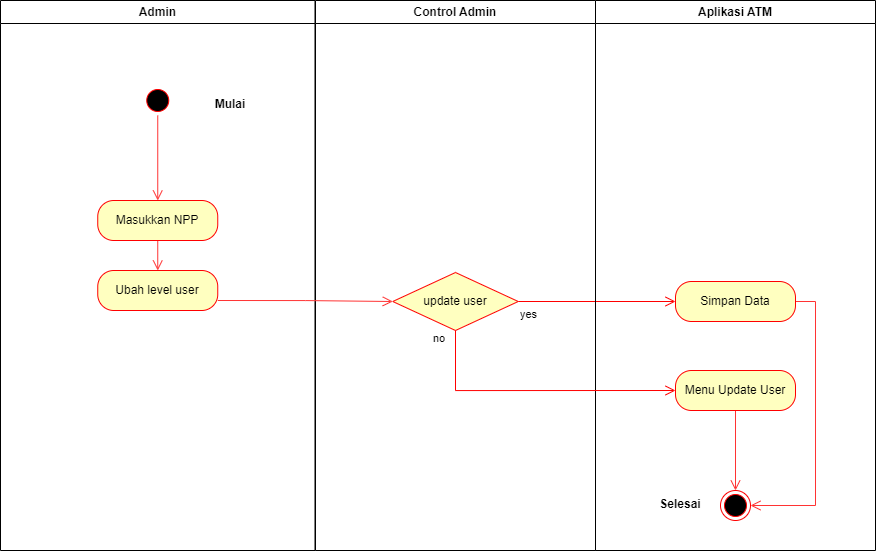 Admin
Control Admin
Aplikasi ATM
Mulai
Masukkan NPP
Ubah level user
update user
yes
no
Simpan Data
Menu Update User
Selesai